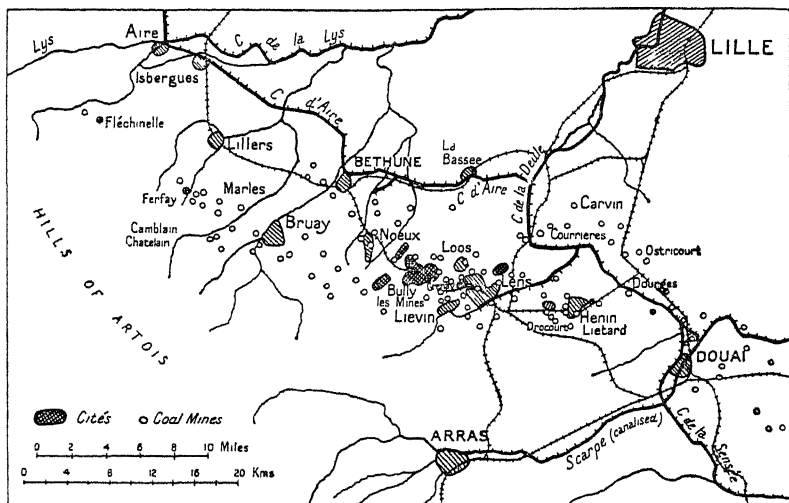 AIRE
Lys
C de la Lys
LILLE
Isbergues
C d'Aire
Fléchinelle
Lillers
BETHUNE
La Bassee
C de la Deule
C d'Aire
Ferfay
Marles
Carvin
Camblain Chatelain
Bruay
Noeux
Loos
Courrières
Ostricourt
HILLS OF ARTOIS
Bully
les Mines
Lens
Dourges
Lievin
Drocourt
Henin
Lietard
DOUAI
Cités
Coal Mines
0 2 4 6 8 10 Miles
0 4 8 12 16 20 Kms
ARRAS
Scarpe (canalised)
C de la Sensée